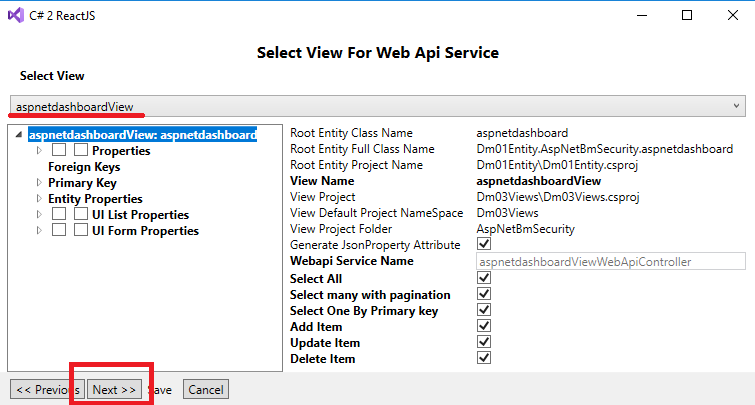 C# 2 ReactJS
Select View For Web Api Service
Select View
aspnetdashboardView
aspnetdashboardView: aspnetdashboard
Properties
Foreign Keys
Primary Key
Entity Properties
UI List Properties
UI Form Properties
Root Entity Class Name aspnetdashboard
Root Entity Full Class Name Dm01Entity.AspNetBmSecurity.aspnetdashboard
Root Entity Project Name Dm01Entity\Dm01Entity.csproj
View Name aspnetdashboardView
View Project Dm03Views\Dm03Views.csproj
View Default Project NameSpace Dm03Views
View Project Folder AspNetBmSecurity
Generate JsonProperty Attribute
Webapi Service Name aspnetdashboardViewWebApiController
Select All
Select many with pagination
Select One By Primary key
Add Item
Update Item
Delete Item
<< Previous Next >> Save Cancel